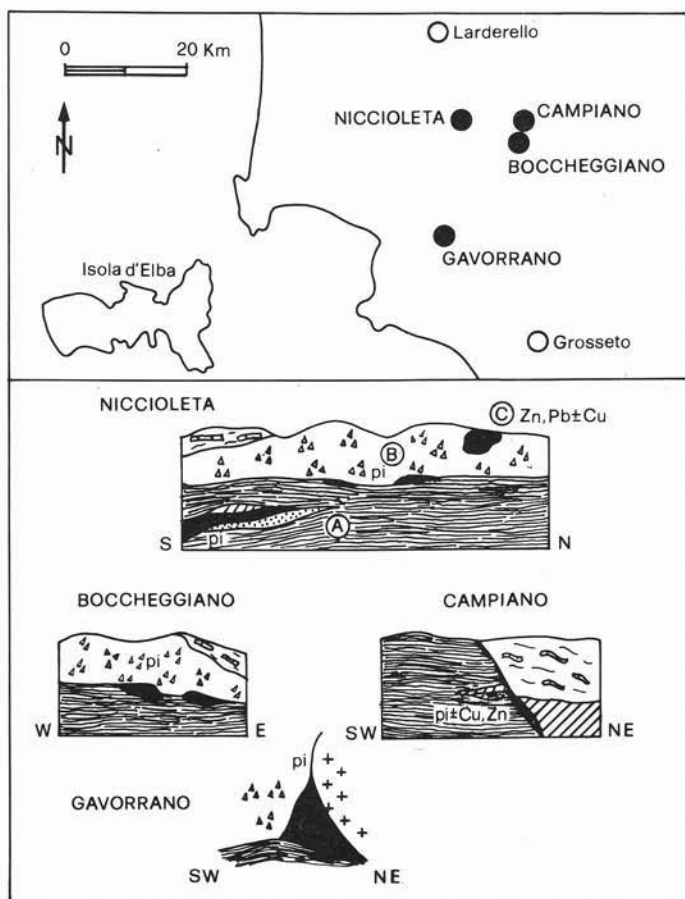 0 20 Km
Larderello
N
NICCIOLETA
CAMPIANO
BOCCHEGGIANO
GAVORRANO
Isola d'Elba
Grosseto
NICCIOLETA
C Zn, Pb±Cu
B
pi
A
pi
S N
BOCCHEGGIANO
pi
W E
CAMPIANO
pi±Cu, Zn
SW NE
GAVORRANO
pi
SW NE